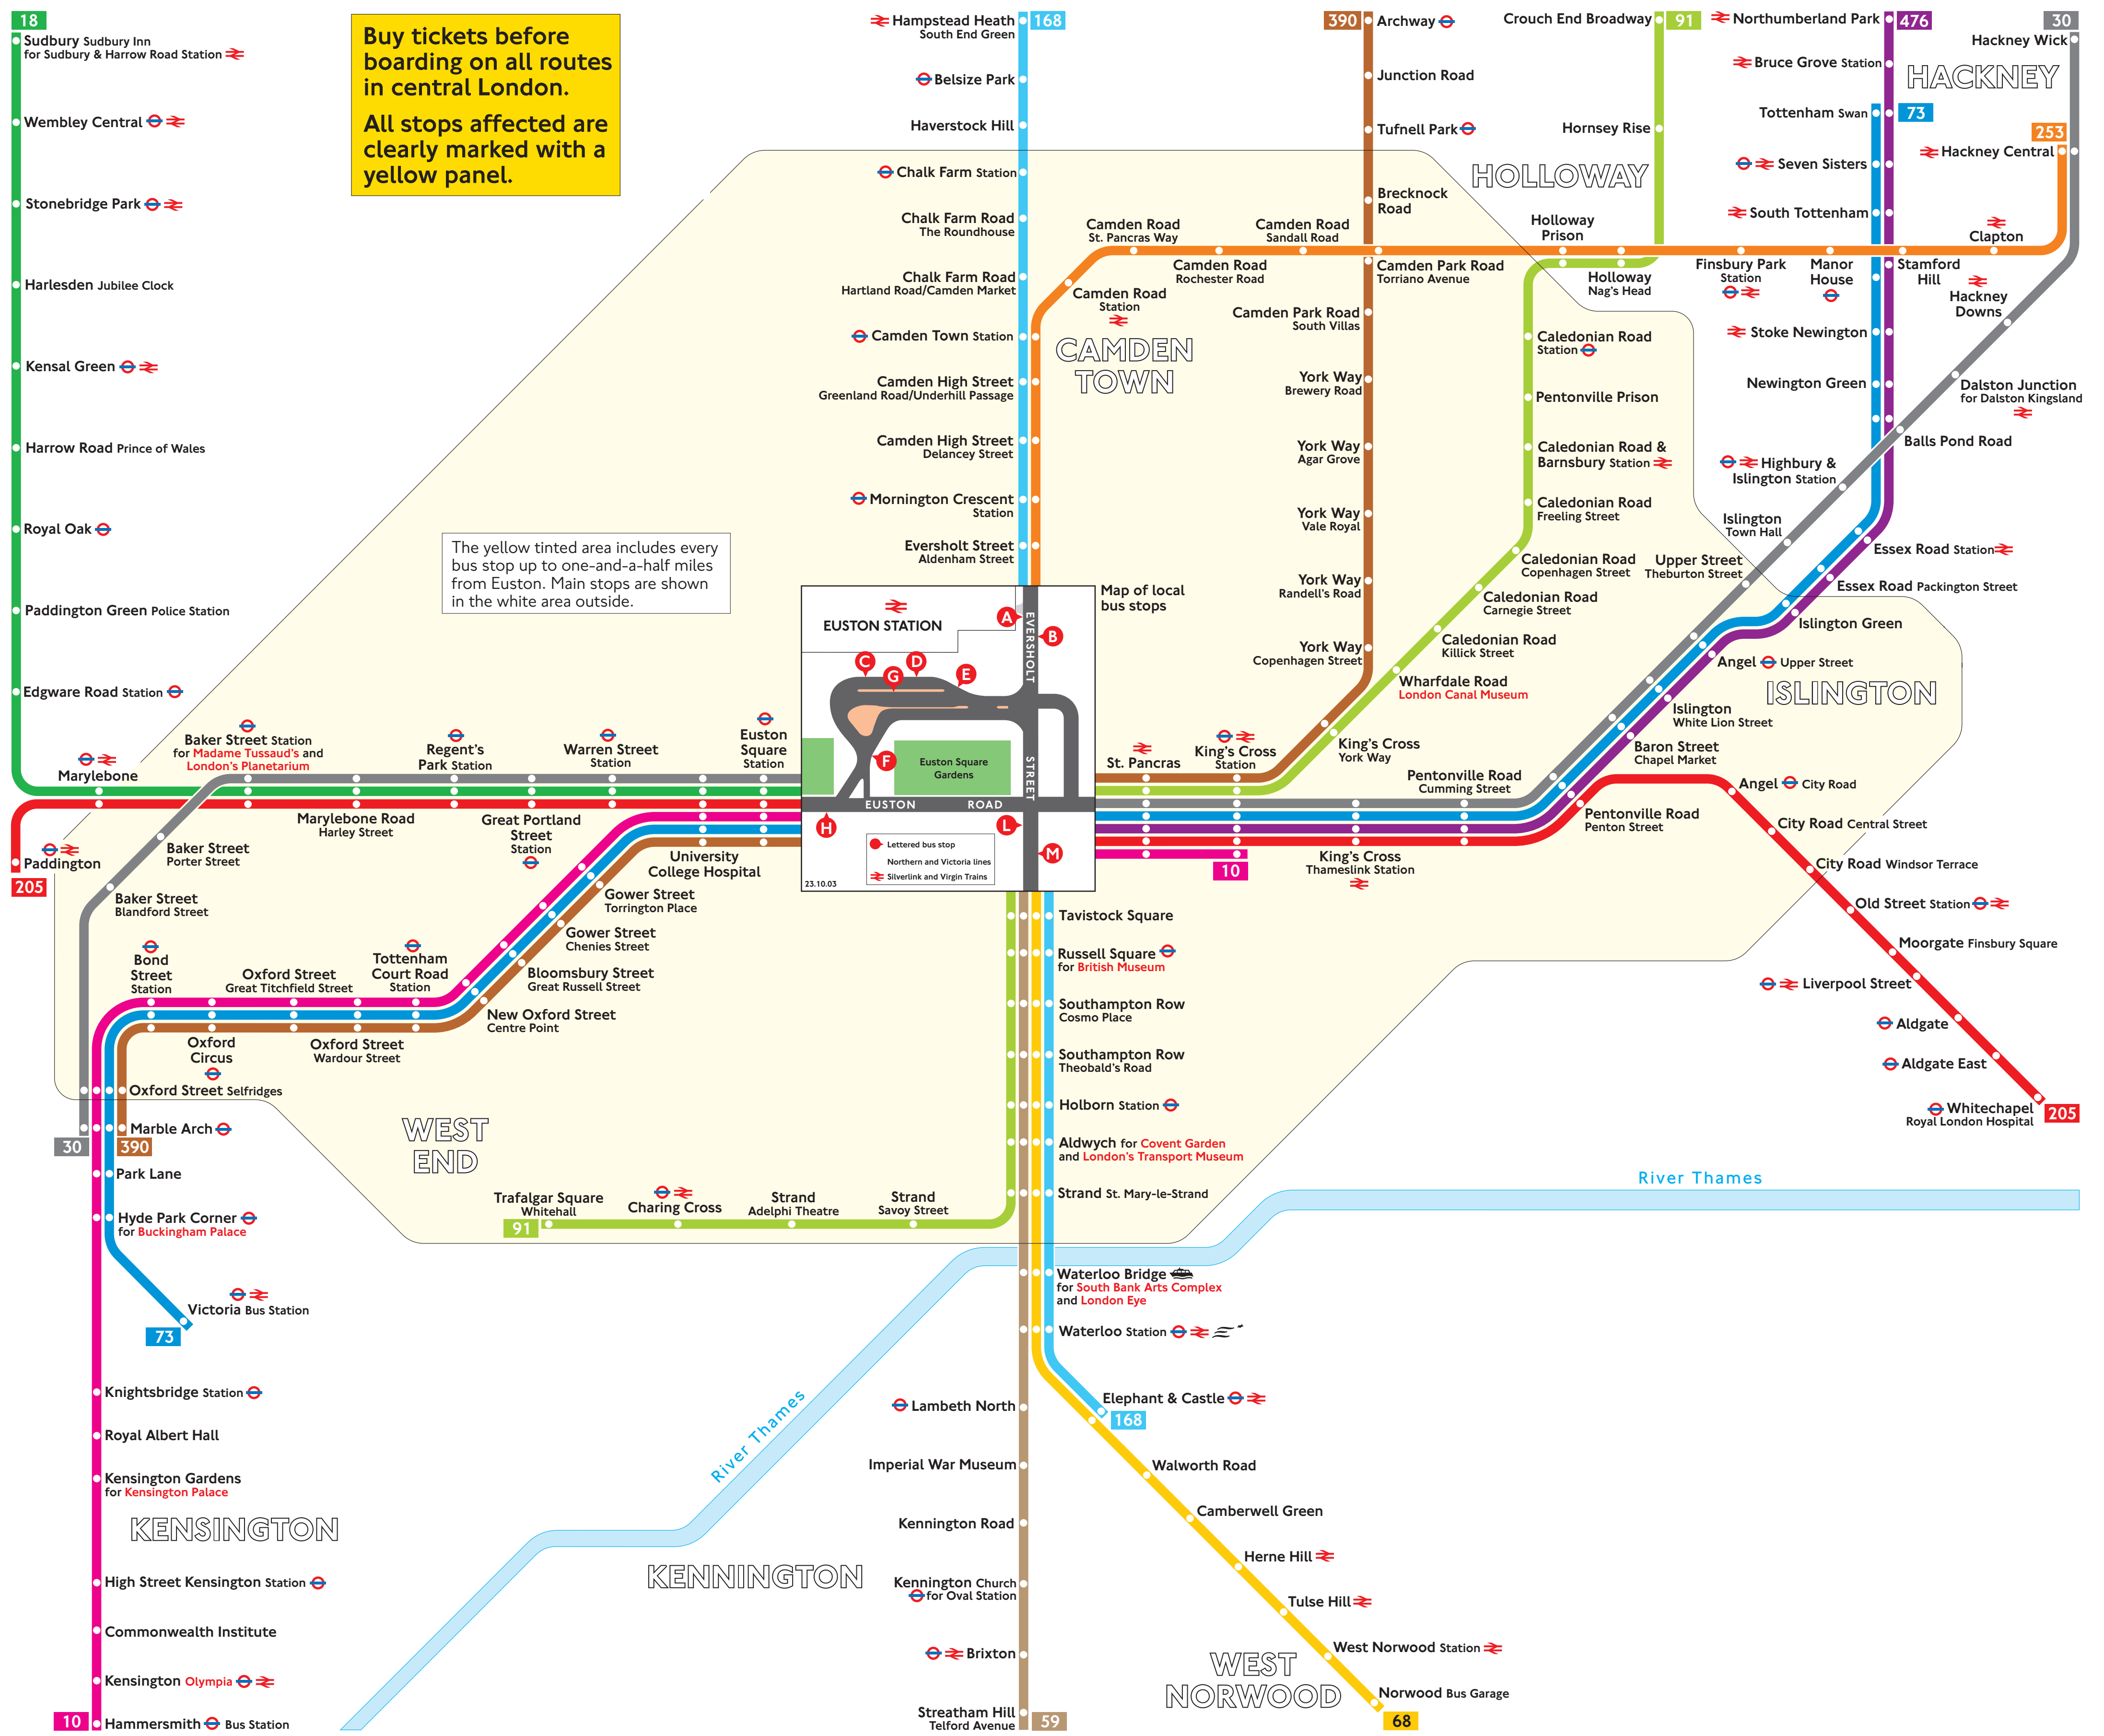 18
Sudbury Sudbury Inn
for Sudbury & Harrow Road Station
Wembley Central
Stonebridge Park
Harlesden Jubilee Clock
Kensal Green
Harrow Road Prince of Wales
Royal Oak
Paddington Green Police Station
Edgware Road Station
Marylebone
Paddington
205
Buy tickets before
boarding on all routes
in central London.
All stops affected are
clearly marked with a
yellow panel.
The yellow tinted area includes every
bus stop up to one-and-a-half miles
from Euston. Main stops are shown
in the white area outside.
Hampstead Heath
South End Green
168
Belsize Park
Haverstock Hill
Chalk Farm Station
Chalk Farm Road
The Roundhouse
Chalk Farm Road
Hartland Road/Camden Market
Camden Town Station
Camden High Street
Greenland Road/Underhill Passage
Camden High Street
Delancey Street
Mornington Crescent
Station
Eversholt Street
Aldenham Street
390
Archway
Junction Road
Tufnell Park
Brecknock
Road
Camden Road
St. Pancras Way
Camden Road
Sandall Road
Camden Road
Rochester Road
Camden Park Road
Torriano Avenue
Camden Road
Station
CAMDEN
TOWN
Camden Park Road
South Villas
York Way
Brewery Road
York Way
Agar Grove
York Way
Vale Royal
York Way
Randell's Road
York Way
Copenhagen Street
Crouch End Broadway
91
Hornsey Rise
HOLLOWAY
Holloway
Prison
Holloway
Nag's Head
Caledonian Road
Station
Pentonville Prison
Caledonian Road &
Barnsbury Station
Caledonian Road
Freeling Street
Caledonian Road
Copenhagen Street
Caledonian Road
Carnegie Street
Caledonian Road
Killick Street
Wharfdale Road
London Canal Museum
King's Cross
York Way
Northumberland Park
476
Bruce Grove Station
Tottenham Swan
73
Seven Sisters
South Tottenham
Finsbury Park
Station
Manor
House
Stamford
Hill
Stoke Newington
Newington Green
30
Hackney Wick
HACKNEY
253
Hackney Central
Clapton
Hackney
Downs
Dalston Junction
for Dalston Kingsland
Balls Pond Road
Highbury &
Islington Station
Islington
Town Hall
Upper Street
Theburton Street
Essex Road Station
Essex Road Packington Street
Islington Green
Angel Upper Street
ISLINGTON
Islington
White Lion Street
Baron Street
Chapel Market
Map of local
bus stops
EUSTON STATION
EVERSHOLT
STREET
A
B
C
D
E
G
F
Euston Square
Gardens
EUSTON ROAD
H
L
M
Lettered bus stop
Northern and Victoria lines
Silverlink and Virgin Trains
23.10.03
Baker Street Station
for Madame Tussaud's and
London's Planetarium
Regent's
Park Station
Warren Street
Station
Euston
Square
Station
Marylebone Road
Harley Street
Great Portland
Street
Station
University
College Hospital
Baker Street
Porter Street
Baker Street
Blandford Street
Gower Street
Torrington Place
Gower Street
Chenies Street
Bloomsbury Street
Great Russell Street
New Oxford Street
Centre Point
Bond
Street
Station
Oxford Street
Great Titchfield Street
Tottenham
Court Road
Station
Oxford
Circus
Oxford Street
Wardour Street
Oxford Street Selfridges
Marble Arch
30
390
Park Lane
Hyde Park Corner
for Buckingham Palace
Victoria Bus Station
73
Knightsbridge Station
Royal Albert Hall
Kensington Gardens
for Kensington Palace
KENSINGTON
High Street Kensington Station
Commonwealth Institute
Kensington Olympia
10
Hammersmith Bus Station
WEST
END
St. Pancras
King's Cross
Station
Pentonville Road
Cumming Street
10
King's Cross
Thameslink Station
Pentonville Road
Penton Street
Angel City Road
City Road Central Street
City Road Windsor Terrace
Old Street Station
Moorgate Finsbury Square
Liverpool Street
Aldgate
Aldgate East
Whitechapel
Royal London Hospital
205
Tavistock Square
Russell Square
for British Museum
Southampton Row
Cosmo Place
Southampton Row
Theobald's Road
Holborn Station
Aldwych for Covent Garden
and London's Transport Museum
Strand St. Mary-le-Strand
Trafalgar Square
Whitehall
91
Charing Cross
Strand
Adelphi Theatre
Strand
Savoy Street
River Thames
River Thames
Waterloo Bridge
for South Bank Arts Complex
and London Eye
Waterloo Station
Elephant & Castle
168
Lambeth North
Imperial War Museum
Kennington Road
KENNINGTON
Kennington Church
for Oval Station
Brixton
Streatham Hill
Telford Avenue
59
Walworth Road
Camberwell Green
Herne Hill
Tulse Hill
West Norwood Station
WEST
NORWOOD
Norwood Bus Garage
68